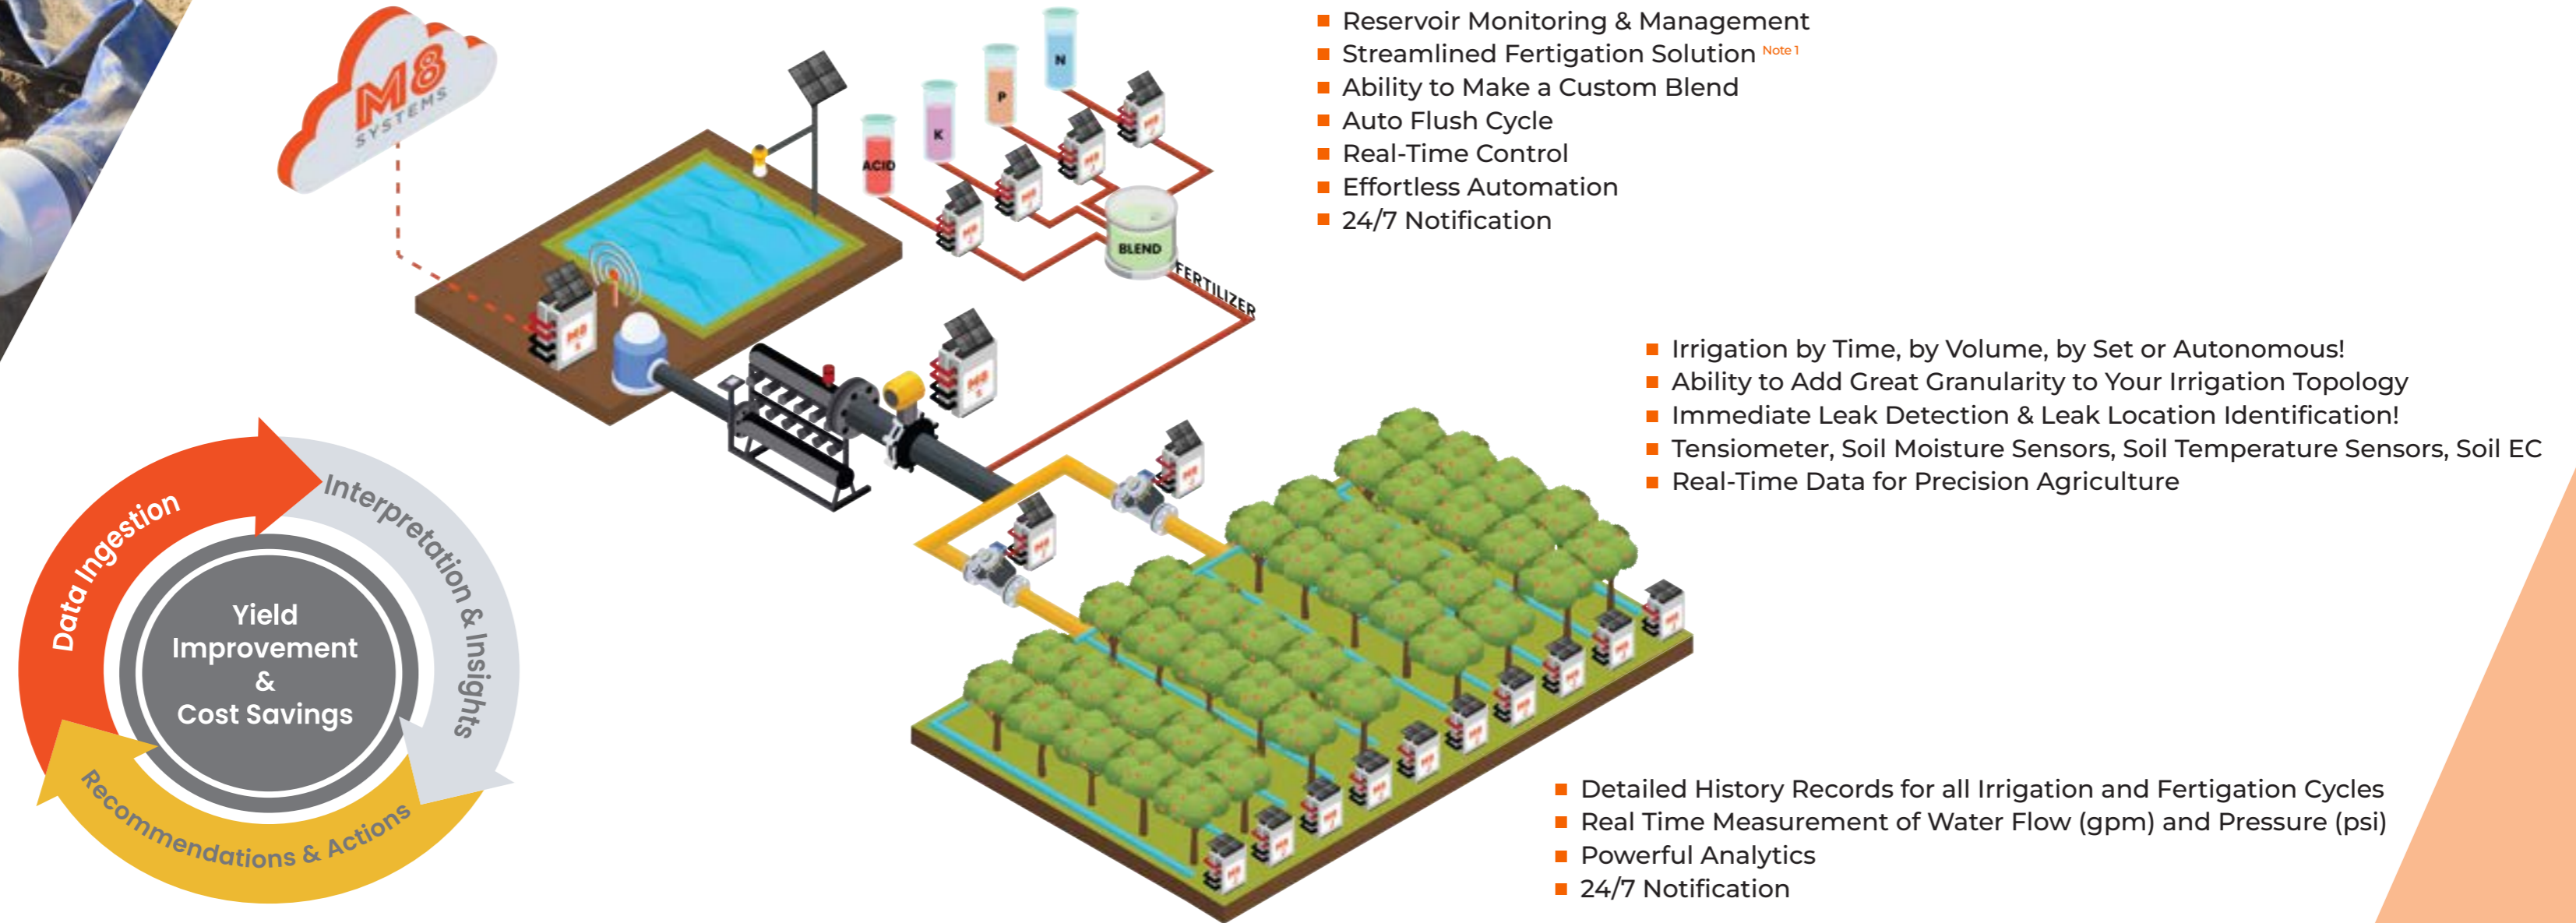 M8
SYSTEMS
ACID
K
P
N
BLEND
FERTILIZER
Reservoir Monitoring & Management
Streamlined Fertigation Solution Note 1
Ability to Make a Custom Blend
Auto Flush Cycle
Real-Time Control
Effortless Automation
24/7 Notification
Irrigation by Time, by Volume, by Set or Autonomous!
Ability to Add Great Granularity to Your Irrigation Topology
Immediate Leak Detection & Leak Location Identification!
Tensiometer, Soil Moisture Sensors, Soil Temperature Sensors, Soil EC
Real-Time Data for Precision Agriculture
Data Ingestion
Interpretation & Insights
Recommendations & Actions
Yield
Improvement
&
Cost Savings
Detailed History Records for all Irrigation and Fertigation Cycles
Real Time Measurement of Water Flow (gpm) and Pressure (psi)
Powerful Analytics
24/7 Notification